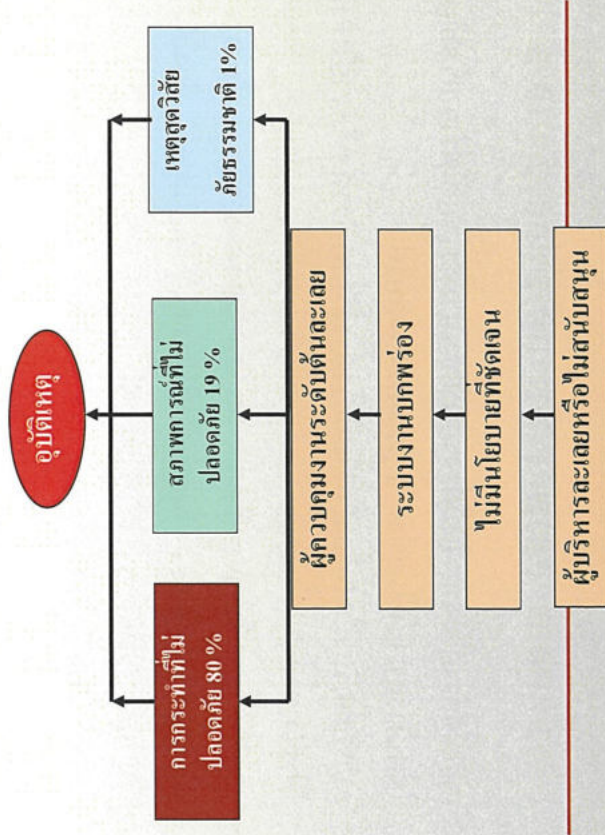 อุบัติเหตุ
การกระทำที่ไม่
ปลอดภัย 80 %
สภาพการณ์ที่ไม่
ปลอดภัย 19 %
เหตุสุดวิสัย
ภัยธรรมชาติ 1%
ผู้ควบคุมงานระดับต้นละเลย
ระบบงานบกพร่อง
ไม่มีนโยบายที่ชัดเจน
ผู้บริหารละเลยหรือไม่สนับสนุน